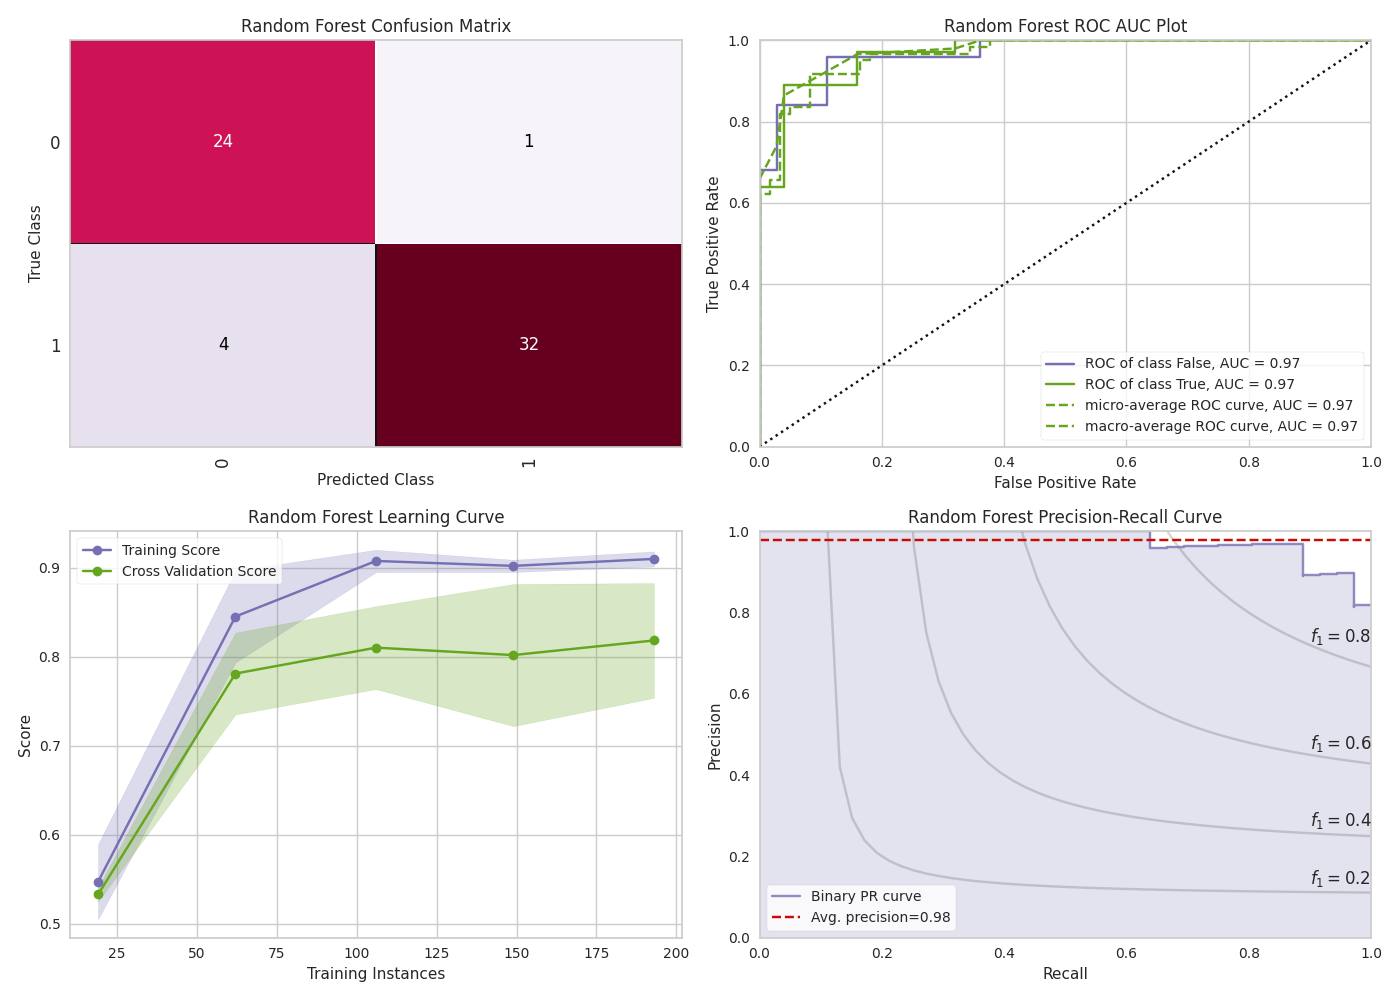 Random Forest Confusion Matrix
True Class
0
24
1
1
4
32
0
1
Predicted Class
Random Forest ROC AUC Plot
True Positive Rate
1.0
0.8
0.6
0.4
0.2
0.0
ROC of class False, AUC = 0.97
ROC of class True, AUC = 0.97
micro-average ROC curve, AUC = 0.97
macro-average ROC curve, AUC = 0.97
0.0 0.2 0.4 0.6 0.8 1.0
False Positive Rate
Random Forest Learning Curve
Training Score
Cross Validation Score
Score
0.9
0.8
0.7
0.6
0.5
25 50 75 100 125 150 175 200
Training Instances
Random Forest Precision-Recall Curve
Precision
1.0
0.8
0.6
0.4
0.2
0.0
f₁ = 0.8
f₁ = 0.6
f₁ = 0.4
f₁ = 0.2
Binary PR curve
Avg. precision=0.98
0.0 0.2 0.4 0.6 0.8 1.0
Recall